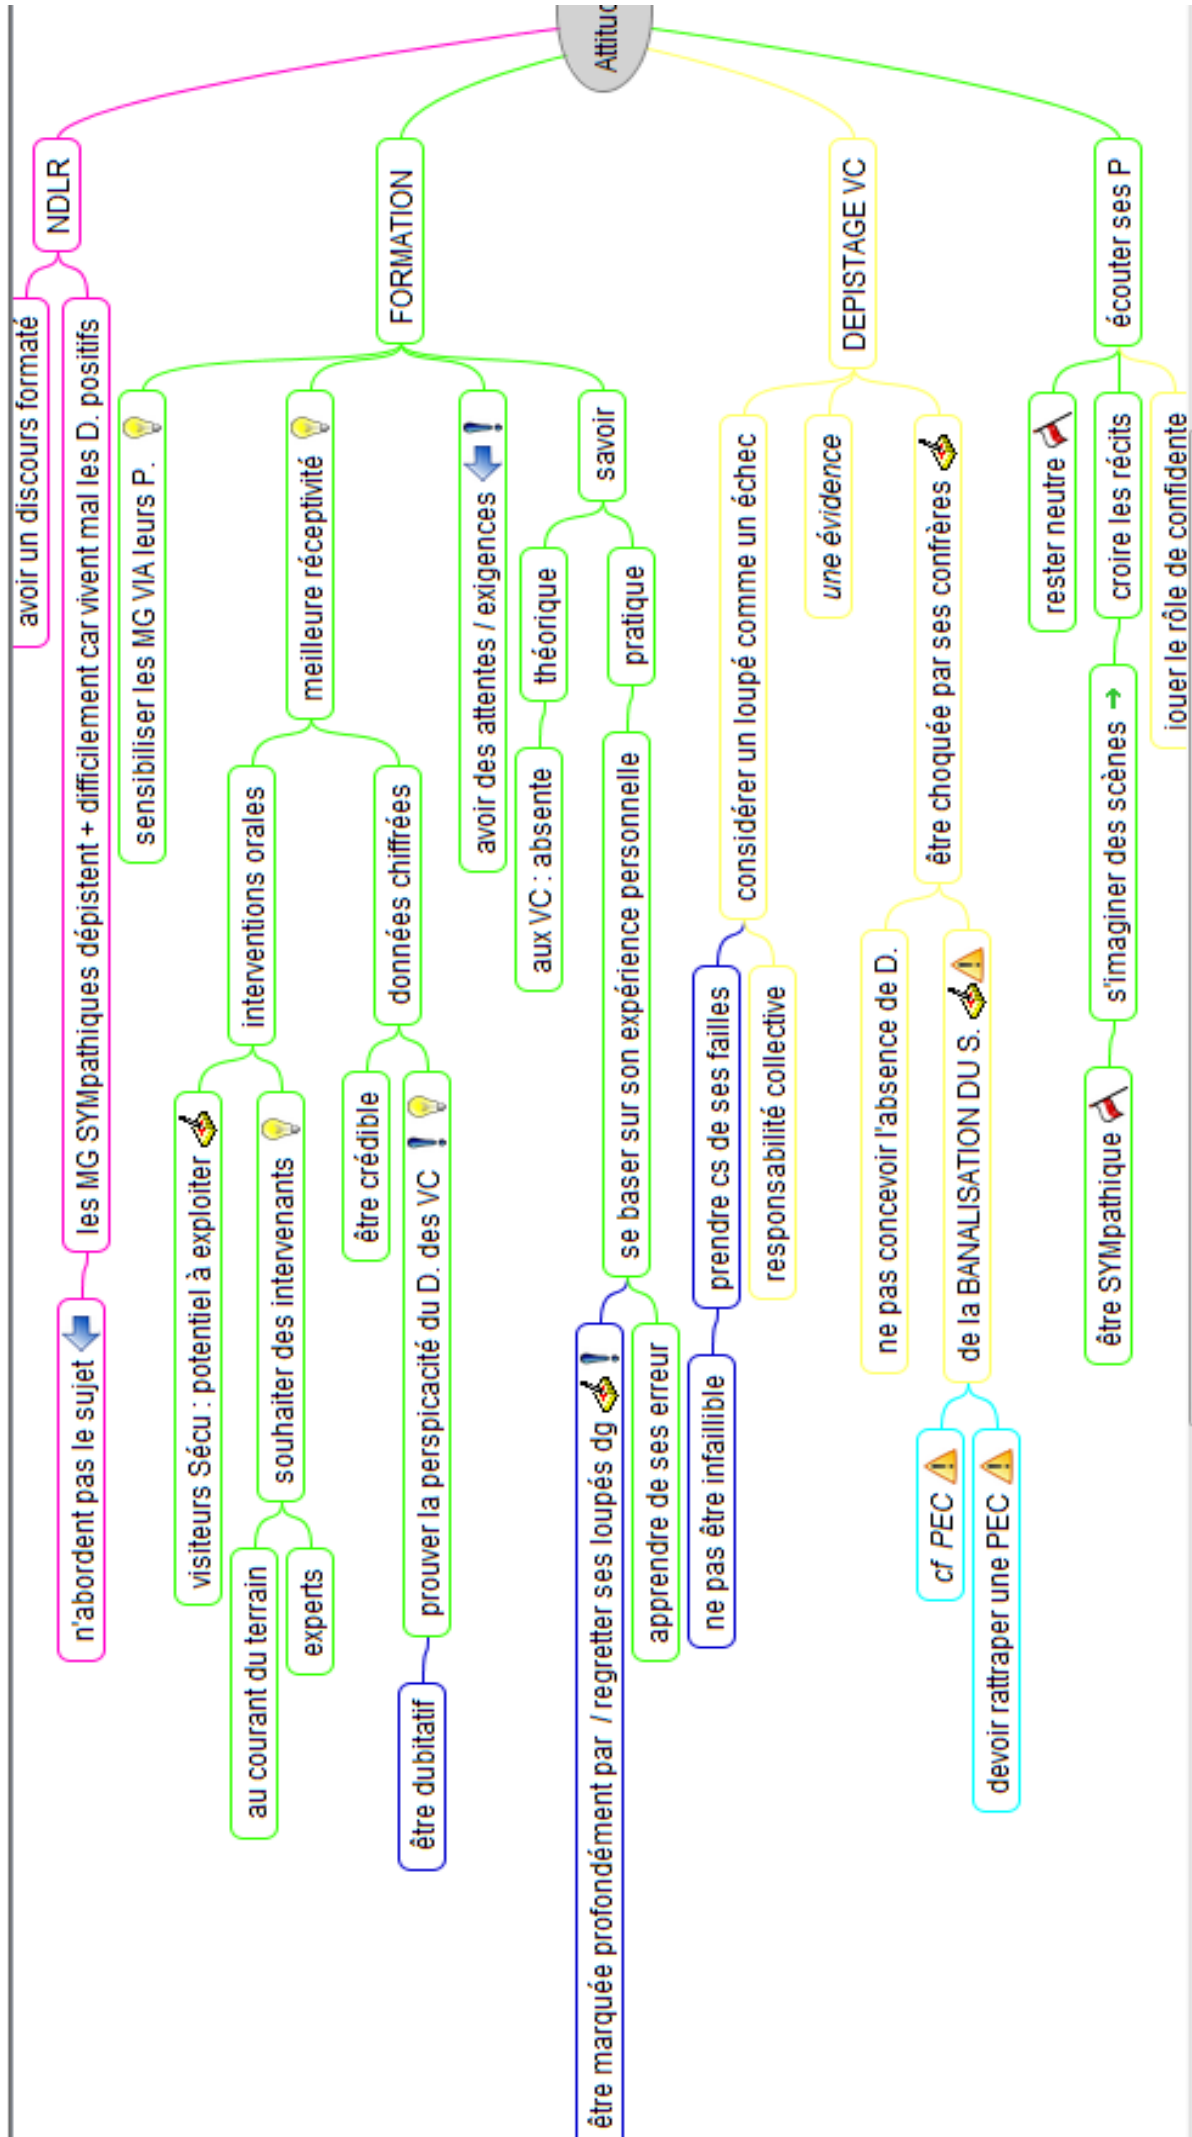 Attitud
écouter ses P
jouer le rôle de confidente
croire les récits
s'imaginer des scènes
être SYMpathique
rester neutre
DEPISTAGE VC
être choquée par ses confrères
de la BANALISATION DU S.
devoir rattraper une PEC
cf PEC
ne pas concevoir l'absence de D.
une évidence
considérer un loupé comme un échec
responsabilité collective
prendre cs de ses failles
ne pas être infaillible
FORMATION
savoir
pratique
se baser sur son expérience personnelle
apprendre de ses erreur
être marquée profondément par / regretter ses loupés dg
théorique
aux VC : absente
avoir des attentes / exigences
meilleure réceptivité
données chiffrées
prouver la perspicacité du D. des VC
être dubitatif
être crédible
interventions orales
souhaiter des intervenants
experts
au courant du terrain
visiteurs Sécu : potentiel à exploiter
sensibiliser les MG VIA leurs P.
NDLR
les MG SYMpathiques dépistent + difficilement car vivent mal les D. positifs
n'abordent pas le sujet
avoir un discours formaté